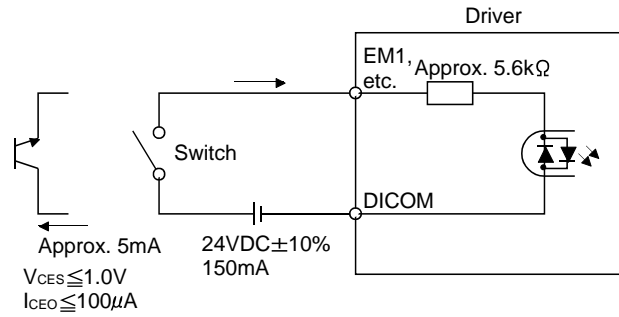 Driver
EM1,
etc.
Approx. 5.6kΩ
Switch
DICOM
Approx. 5mA
24VDC±10%
150mA
VCES≦1.0V
ICEO≦100μA